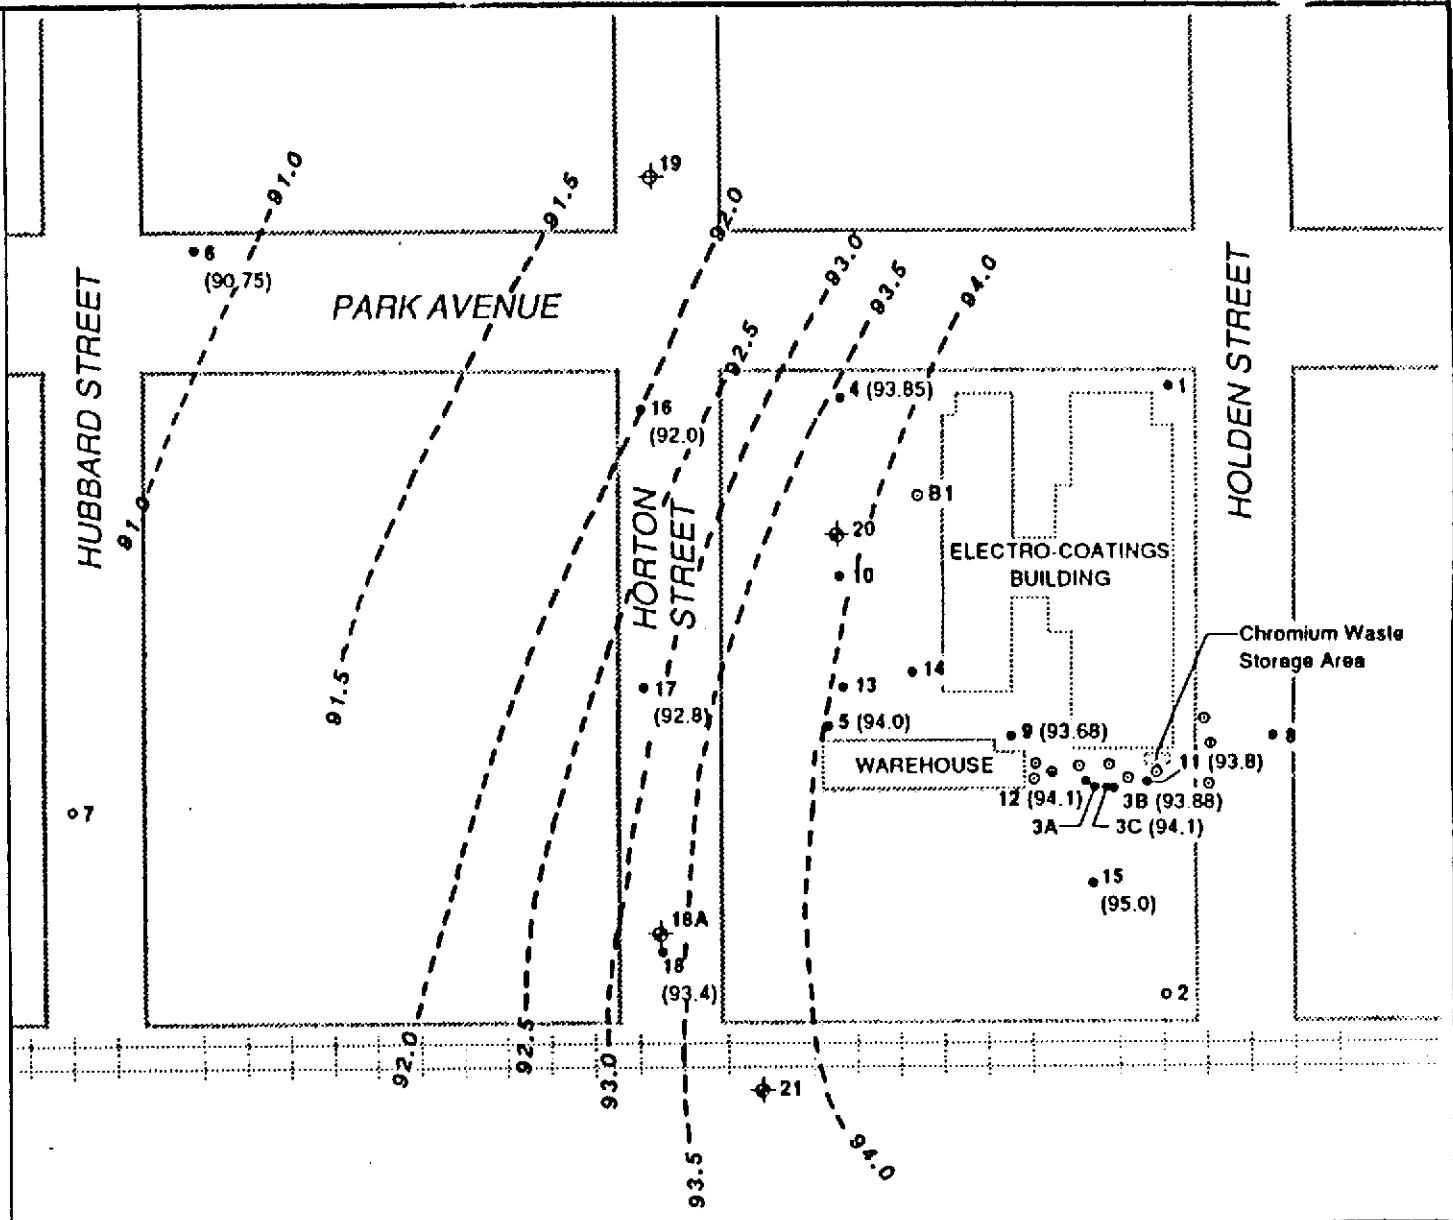 19
91.0
91.5
92.0
6
(90.75)
PARK AVENUE
93.0
93.5
94.0
HUBBARD STREET
HOLDEN STREET
92.5
4 (93.85)
1
16
(92.0)
B1
HORTON
STREET
20
10
ELECTRO-COATINGS
BUILDING
91.0
Chromium Waste
Storage Area
14
13
17
(92.8)
91.5
5 (94.0)
9 (93.68)
8
WAREHOUSE
11 (93.8)
12 (94.1)
3B (93.88)
3A
3C (94.1)
7
15
(95.0)
18A
18
(93.4)
2
92.0
92.5
93.0
21
94.0
93.5